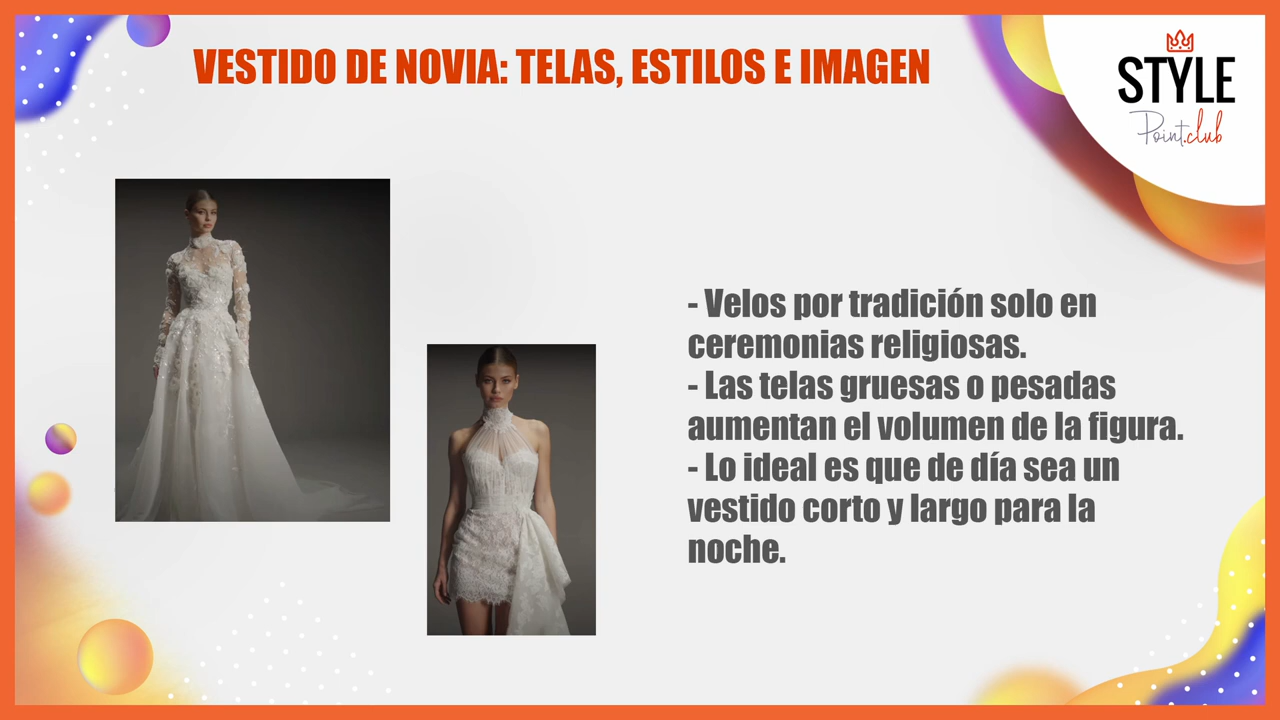 VESTIDO DE NOVIA: TELAS, ESTILOS E IMAGEN
STYLE
Point.club
- Velos por tradición solo en
ceremonias religiosas.
- Las telas gruesas o pesadas
aumentan el volumen de la figura.
- Lo ideal es que de día sea un
vestido corto y largo para la
noche.